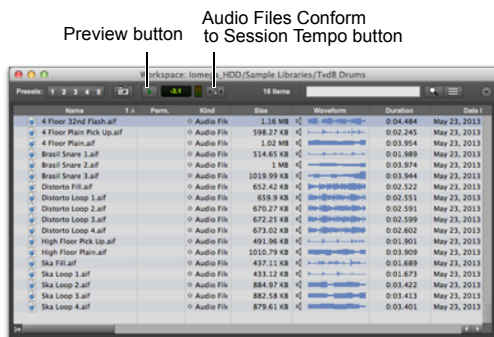 Preview button
Audio Files Conform
to Session Tempo button
Workspace: Iomega_HDD/Sample Libraries/TvdB Drums
Presets: 1 2 3 4 5 -3.1 18 items
Name 1 Perm. Kind Size Waveform Duration Date
4 Floor 32nd Flash.aif Audio File 1.16 MB 0:04.484 May 23, 2013
4 Floor Plain Pick Up.aif Audio File 598.27 KB 0:02.245 May 23, 2013
4 Floor Plain.aif Audio File 1.02 MB 0:03.954 May 23, 2013
Brasil Snare 1.aif Audio File 514.65 KB 0:01.989 May 23, 2013
Brasil Snare 2.aif Audio File 1 MB 0:03.974 May 23, 2013
Brasil Snare 3.aif Audio File 1019.99 KB 0:03.944 May 23, 2013
Distorto Fill.aif Audio File 652.42 KB 0:02.522 May 23, 2013
Distorto Loop 1.aif Audio File 659.9 KB 0:02.551 May 23, 2013
Distorto Loop 2.aif Audio File 670.27 KB 0:02.591 May 23, 2013
Distorto Loop 3.aif Audio File 672.25 KB 0:02.599 May 23, 2013
Distorto Loop 4.aif Audio File 673.02 KB 0:02.602 May 23, 2013
High Floor Pick Up.aif Audio File 491.96 KB 0:01.901 May 23, 2013
High Floor Plain.aif Audio File 1010.79 KB 0:03.909 May 23, 2013
Ska Fill.aif Audio File 437.11 KB 0:01.689 May 23, 2013
Ska Loop 1.aif Audio File 433.12 KB 0:01.673 May 23, 2013
Ska Loop 2.aif Audio File 884.97 KB 0:03.422 May 23, 2013
Ska Loop 3.aif Audio File 882.58 KB 0:03.413 May 23, 2013
Ska Loop 4.aif Audio File 879.61 KB 0:03.401 May 23, 2013